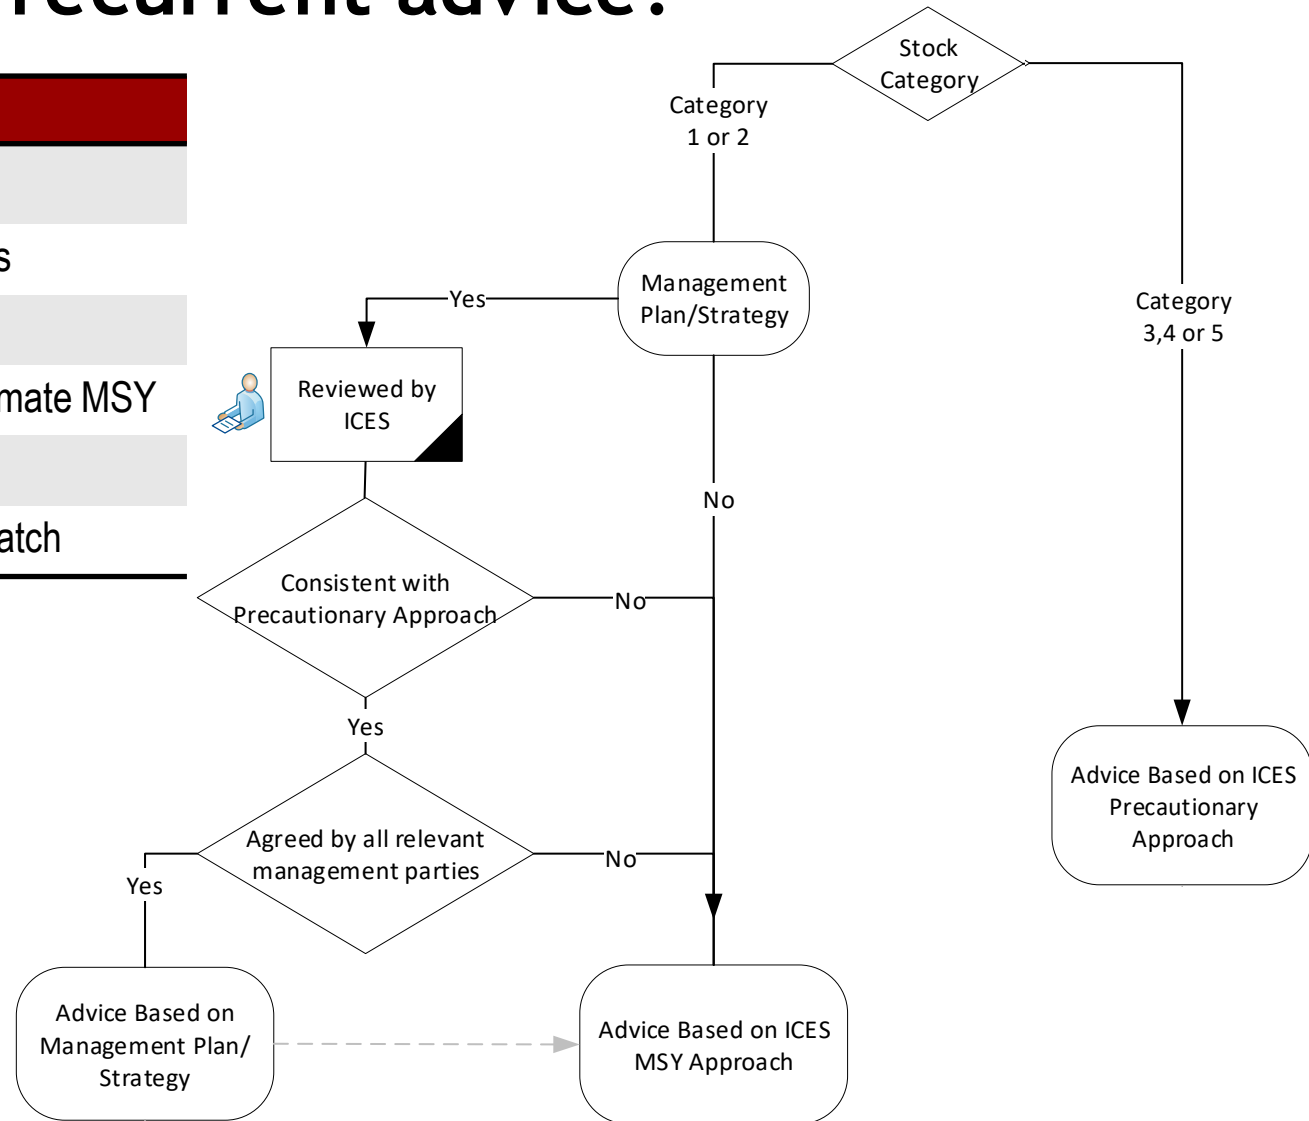 recurrent advice?
s
mate MSY
atch
Stock
Category
Category
1 or 2
Management
Plan/Strategy
Yes
Category
3,4 or 5
Reviewed by
ICES
No
Consistent with
Precautionary Approach
No
Yes
Advice Based on ICES
Precautionary
Approach
Agreed by all relevant
management parties
No
Yes
Advice Based on
Management Plan/
Strategy
Advice Based on ICES
MSY Approach